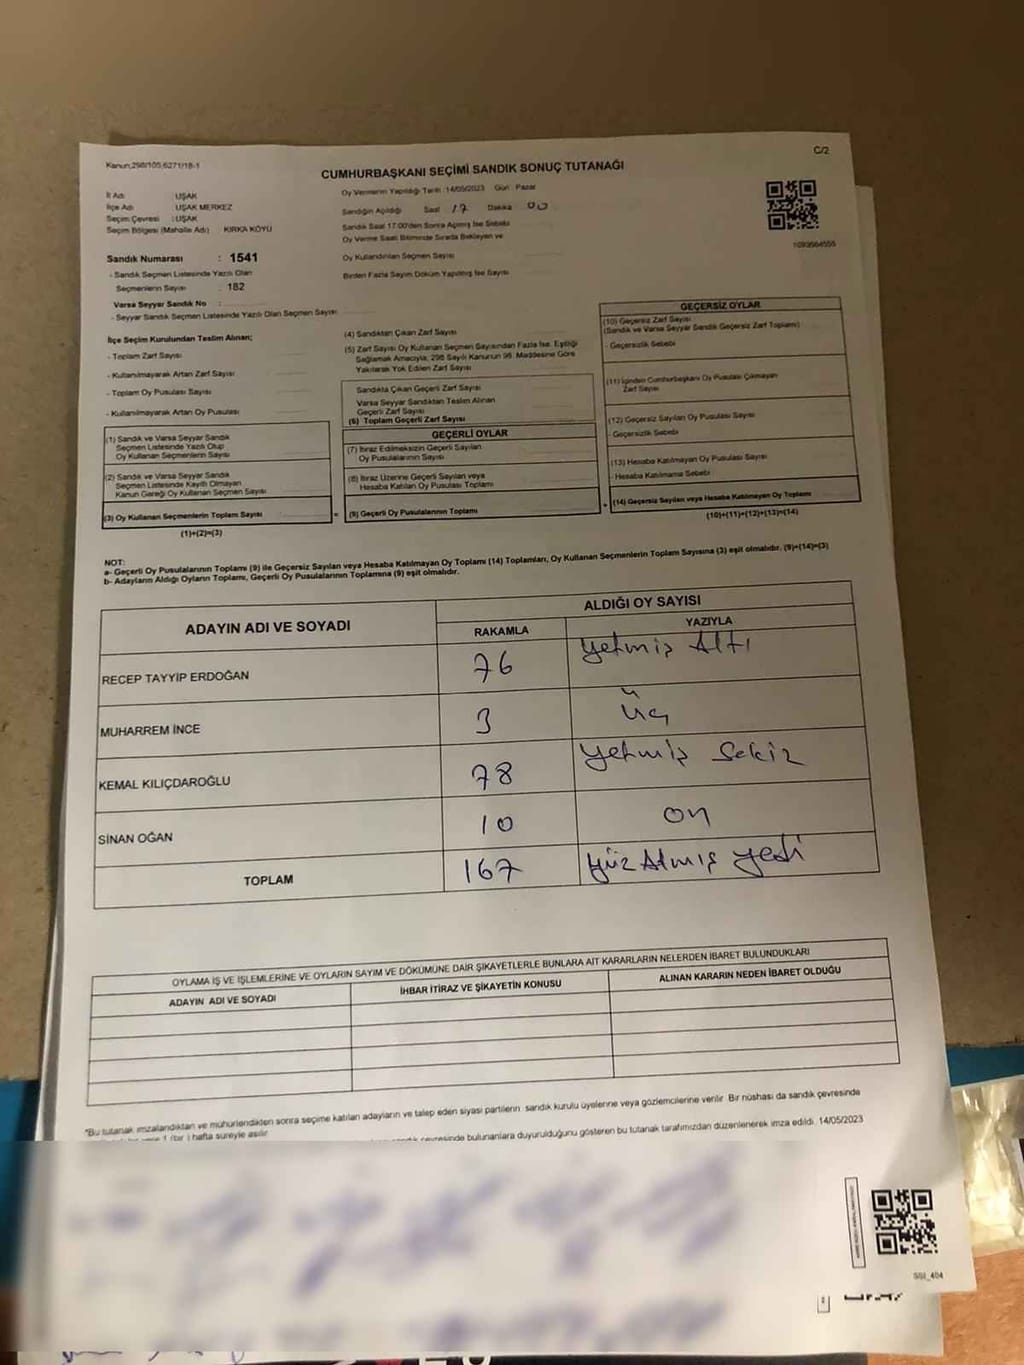 Kanun;298/105,6271/18-1
C/2
CUMHURBAŞKANI SEÇİMİ SANDIK SONUÇ TUTANAĞI
İl Adı : UŞAK
İlçe Adı : UŞAK MERKEZ
Seçim Çevresi : UŞAK
Seçim Bölgesi (Mahalle Adı) : KIRKA KÖYÜ
Oy Vermenin Yapıldığı Tarih : 14/05/2023 Gün : Pazar
Sandığın Açıldığı Saat 17 Dakika 00
Sandık Saat 17:00'den Sonra Açmış İse Sebebi
Oy Verme Saati Bitiminde Sırada Bekleyen ve
Oy Kullandırılan Seçmen Sayısı
Birden Fazla Sayım Döküm Yapılmış İse Sayısı
Sandık Numarası : 1541
- Sandık Seçmen Listesinde Yazılı Olan
Seçmenlerin Sayısı : 182
Varsa Seyyar Sandık No :
- Seyyar Sandık Seçmen Listesinde Yazılı Olan Seçmen Sayısı
İlçe Seçim Kurulundan Teslim Alınan;
- Toplam Zarf Sayısı
- Kullanılmayarak Artan Zarf Sayısı
- Toplam Oy Pusulası Sayısı
- Kullanılmayarak Artan Oy Pusulası
(1) Sandık ve Varsa Seyyar Sandık
Seçmen Listesinde Yazılı Olup
Oy Kullanan Seçmenlerin Sayısı
(2) Sandık ve Varsa Seyyar Sandık
Seçmen Listesinde Kayıtlı Olmayan
Kanun Gereği Oy Kullanan Seçmen Sayısı
(3) Oy Kullanan Seçmenlerin Toplam Sayısı
(1)+(2)=(3)
(4) Sandıktan Çıkan Zarf Sayısı
(5) Zarf Sayısı Oy Kullanan Seçmen Sayısından Fazla İse, Eşitliği
Sağlamak Amacıyla, 298 Sayılı Kanunun 98. Maddesine Göre
Yakılarak Yok Edilen Zarf Sayısı
Sandıkta Çıkan Geçerli Zarf Sayısı
Varsa Seyyar Sandıktan Teslim Alınan
Geçerli Zarf Sayısı
(6) Toplam Geçerli Zarf Sayısı
GEÇERLİ OYLAR
(7) İtiraz Edilmeksizin Geçerli Sayılan
Oy Pusulalarının Sayısı
(8) İtiraz Üzerine Geçerli Sayılan veya
Hesaba Katılan Oy Pusulası Toplamı
= (9) Geçerli Oy Pusulalarının Toplamı
1093564555
GEÇERSİZ OYLAR
(10) Geçersiz Zarf Sayısı
(Sandık ve Varsa Seyyar Sandık Geçersiz Zarf Toplamı)
- Geçersizlik Sebebi
(11) İçinden Cumhurbaşkanı Oy Pusulası Çıkmayan
Zarf Sayısı
(12) Geçersiz Sayılan Oy Pusulası Sayısı
- Geçersizlik Sebebi
(13) Hesaba Katılmayan Oy Pusulası Sayısı
- Hesaba Katılmama Sebebi
+ (14) Geçersiz Sayılan veya Hesaba Katılmayan Oy Toplamı
(10)+(11)+(12)+(13)=(14)
NOT:
a- Geçerli Oy Pusulalarının Toplamı (9) ile Geçersiz Sayılan veya Hesaba Katılmayan Oy Toplamı (14) Toplamları, Oy Kullanan Seçmenlerin Toplam Sayısına (3) eşit olmalıdır. (9)+(14)=(3)
b- Adayların Aldığı Oyların Toplamı, Geçerli Oy Pusulalarının Toplamına (9) eşit olmalıdır.
ADAYIN ADI VE SOYADI
ALDIĞI OY SAYISI
RAKAMLA YAZIYLA
RECEP TAYYİP ERDOĞAN 76 Yetmiş Altı
MUHARREM İNCE 3 Üç
KEMAL KILIÇDAROĞLU 78 Yetmiş Sekiz
SİNAN OĞAN 10 on
TOPLAM 167 Yüz Atmış Yedi
OYLAMA İŞ VE İŞLEMLERİNE VE OYLARIN SAYIM VE DÖKÜMÜNE DAİR ŞİKAYETLERLE BUNLARA AİT KARARLARIN NELERDEN İBARET BULUNDUKLARI
ADAYIN ADI VE SOYADI İHBAR İTİRAZ VE ŞİKAYETİN KONUSU ALINAN KARARIN NEDEN İBARET OLDUĞU
*Bu tutanak imzalandıktan ve mühürlendikten sonra seçime katılan adayların ve talep eden siyasi partilerin sandık kurulu üyelerine veya gözlemcilerine verilir. Bir nüshası da sandık çevresinde
1 (bir) hafta süreyle asılır.
çevresinde bulunanlara duyurulduğunu gösteren bu tutanak tarafımızdan düzenlenerek imza edildi. 14/05/2023
SSI_404